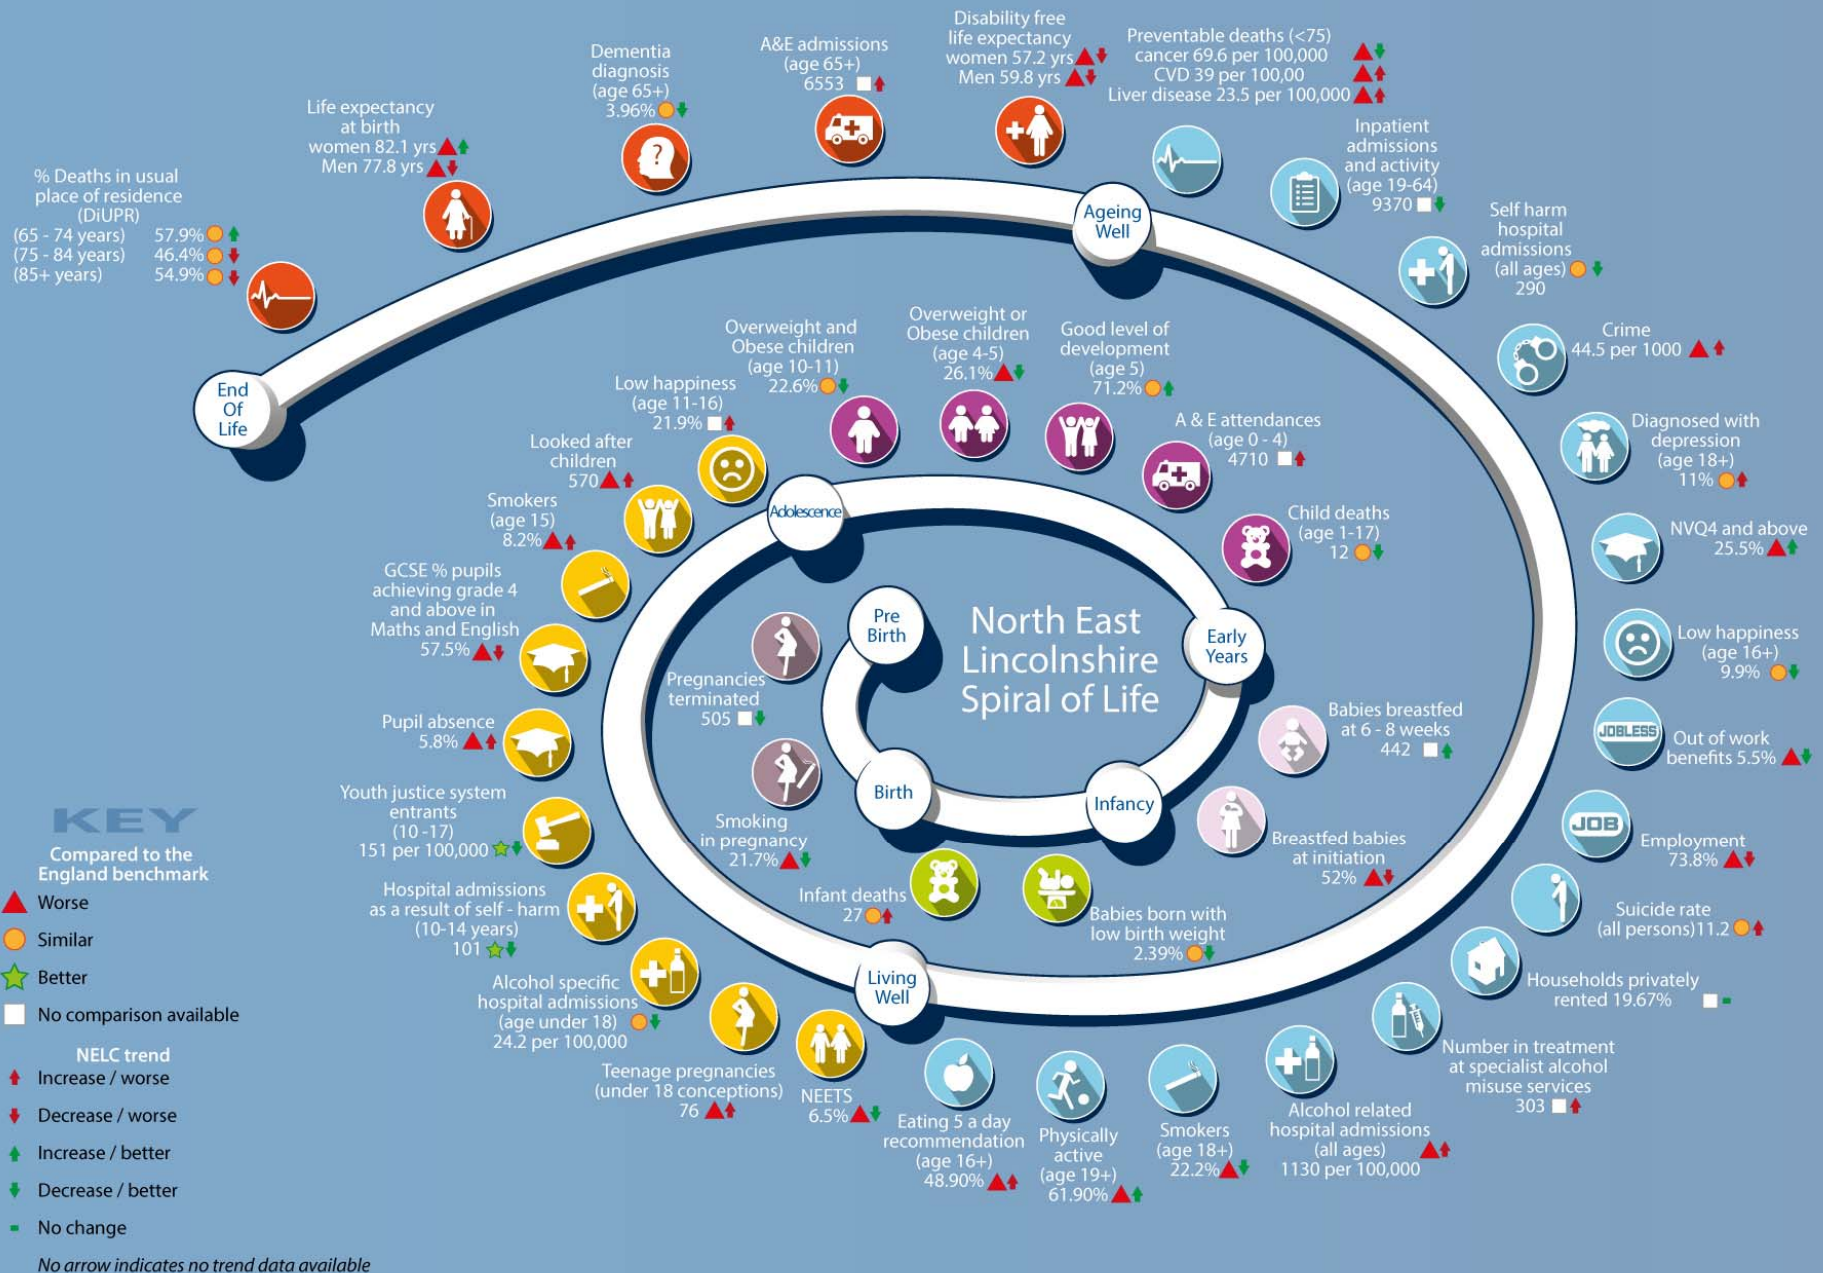 North East
Lincolnshire
Spiral of Life
Pre
Birth
Pregnancies
terminated
505
Smoking
in pregnancy
21.7%
Birth
Infant deaths
27
Babies born with
low birth weight
2.39%
Infancy
Breastfed babies
at initiation
52%
Babies breastfed
at 6 - 8 weeks
442
Early
Years
Child deaths
(age 1-17)
12
A & E attendances
(age 0 - 4)
4710
Good level of
development
(age 5)
71.2%
Overweight or
Obese children
(age 4-5)
26.1%
Overweight and
Obese children
(age 10-11)
22.6%
Adolescence
Low happiness
(age 11-16)
21.9%
Looked after
children
570
Smokers
(age 15)
8.2%
GCSE % pupils
achieving grade 4
and above in
Maths and English
57.5%
Pupil absence
5.8%
Youth justice system
entrants
(10 -17)
151 per 100,000
Hospital admissions
as a result of self - harm
(10-14 years)
101
Alcohol specific
hospital admissions
(age under 18)
24.2 per 100,000
Teenage pregnancies
(under 18 conceptions)
76
NEETS
6.5%
Living
Well
Eating 5 a day
recommendation
(age 16+)
48.90%
Physically
active
(age 19+)
61.90%
Smokers
(age 18+)
22.2%
Alcohol related
hospital admissions
(all ages)
1130 per 100,000
Number in treatment
at specialist alcohol
misuse services
303
Households privately
rented 19.67%
Suicide rate
(all persons)11.2
JOB
Employment
73.8%
JOBLESS
Out of work
benefits 5.5%
Low happiness
(age 16+)
9.9%
NVQ4 and above
25.5%
Diagnosed with
depression
(age 18+)
11%
Crime
44.5 per 1000
Self harm
hospital
admissions
(all ages)
290
Inpatient
admissions
and activity
(age 19-64)
9370
Preventable deaths (<75)
cancer 69.6 per 100,000
CVD 39 per 100,00
Liver disease 23.5 per 100,000
Ageing
Well
Disability free
life expectancy
women 57.2 yrs
Men 59.8 yrs
A&E admissions
(age 65+)
6553
?
Dementia
diagnosis
(age 65+)
3.96%
Life expectancy
at birth
women 82.1 yrs
Men 77.8 yrs
% Deaths in usual
place of residence
(DiUPR)
(65 - 74 years) 57.9%
(75 - 84 years) 46.4%
(85+ years) 54.9%
End
Of
Life
KEY
Compared to the
England benchmark
Worse
Similar
Better
No comparison available
NELC trend
Increase / worse
Decrease / worse
Increase / better
Decrease / better
No change
No arrow indicates no trend data available